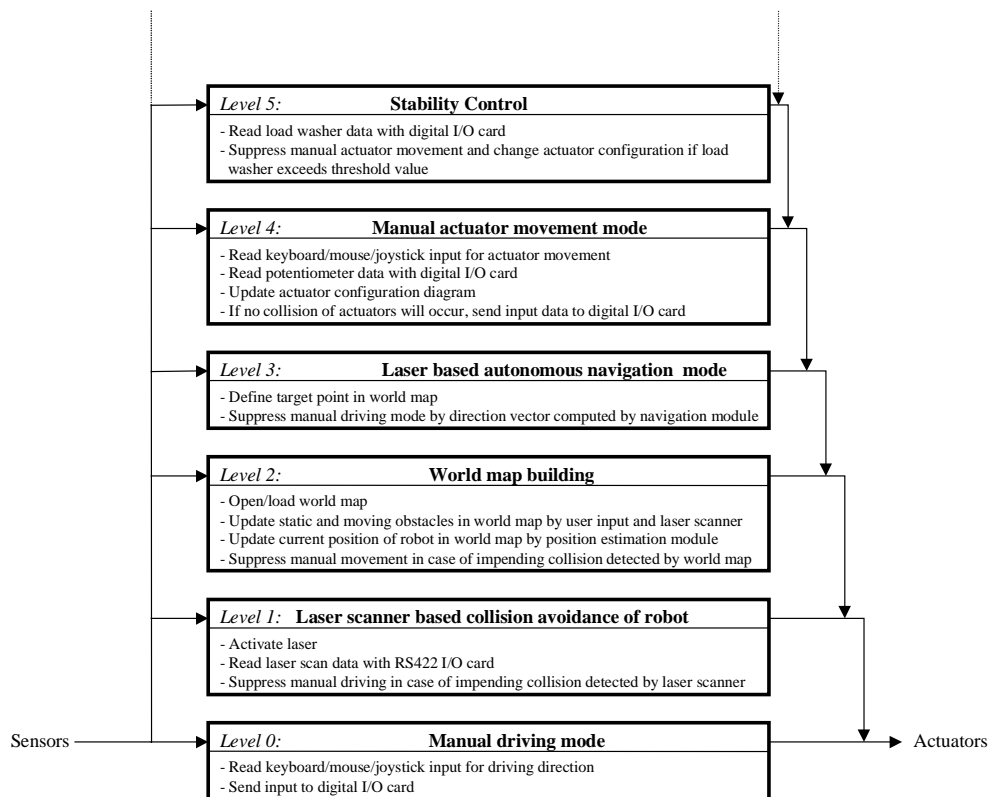 Level 5: Stability Control
- Read load washer data with digital I/O card
- Suppress manual actuator movement and change actuator configuration if load
washer exceeds threshold value
Level 4: Manual actuator movement mode
- Read keyboard/mouse/joystick input for actuator movement
- Read potentiometer data with digital I/O card
- Update actuator configuration diagram
- If no collision of actuators will occur, send input data to digital I/O card
Level 3: Laser based autonomous navigation mode
- Define target point in world map
- Suppress manual driving mode by direction vector computed by navigation module
Level 2: World map building
- Open/load world map
- Update static and moving obstacles in world map by user input and laser scanner
- Update current position of robot in world map by position estimation module
- Suppress manual movement in case of impending collision detected by world map
Level 1: Laser scanner based collision avoidance of robot
- Activate laser
- Read laser scan data with RS422 I/O card
- Suppress manual driving in case of impending collision detected by laser scanner
Sensors
Level 0: Manual driving mode
Actuators
- Read keyboard/mouse/joystick input for driving direction
- Send input to digital I/O card